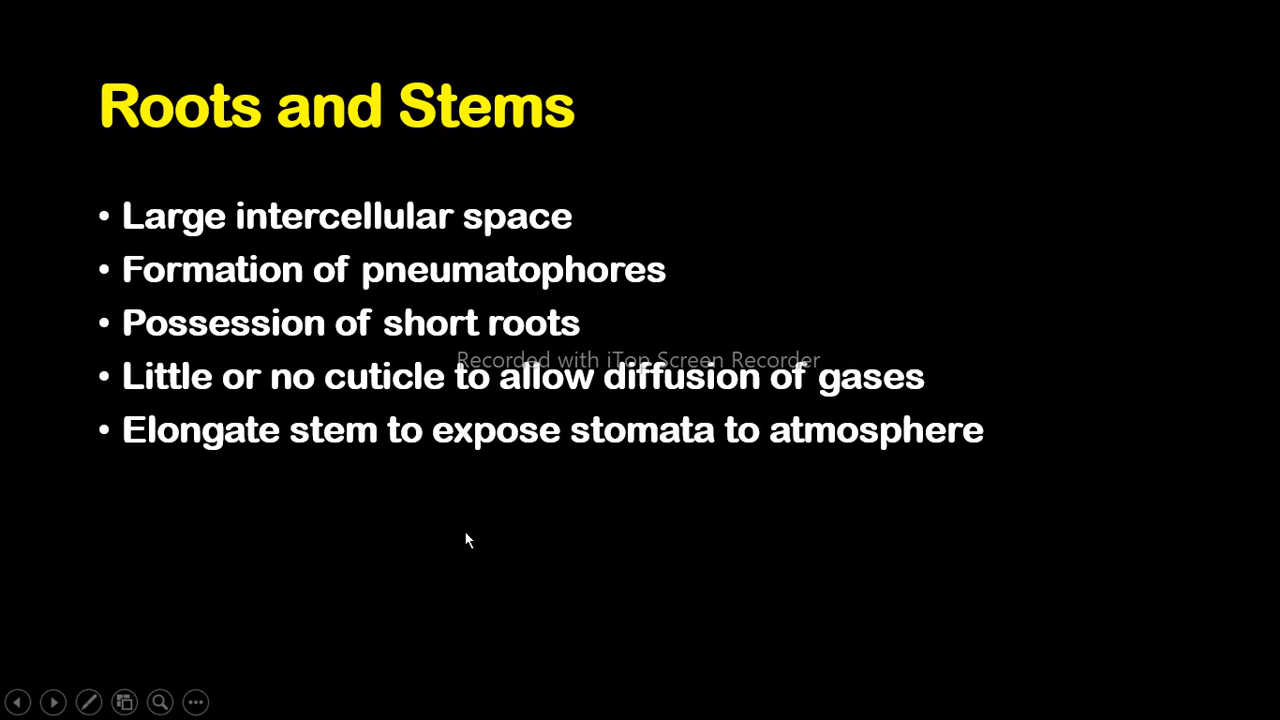 Roots and Stems
• Large intercellular space
• Formation of pneumatophores
• Possession of short roots
Recorded with iTop Screen Recorder
• Little or no cuticle to allow diffusion of gases
• Elongate stem to expose stomata to atmosphere